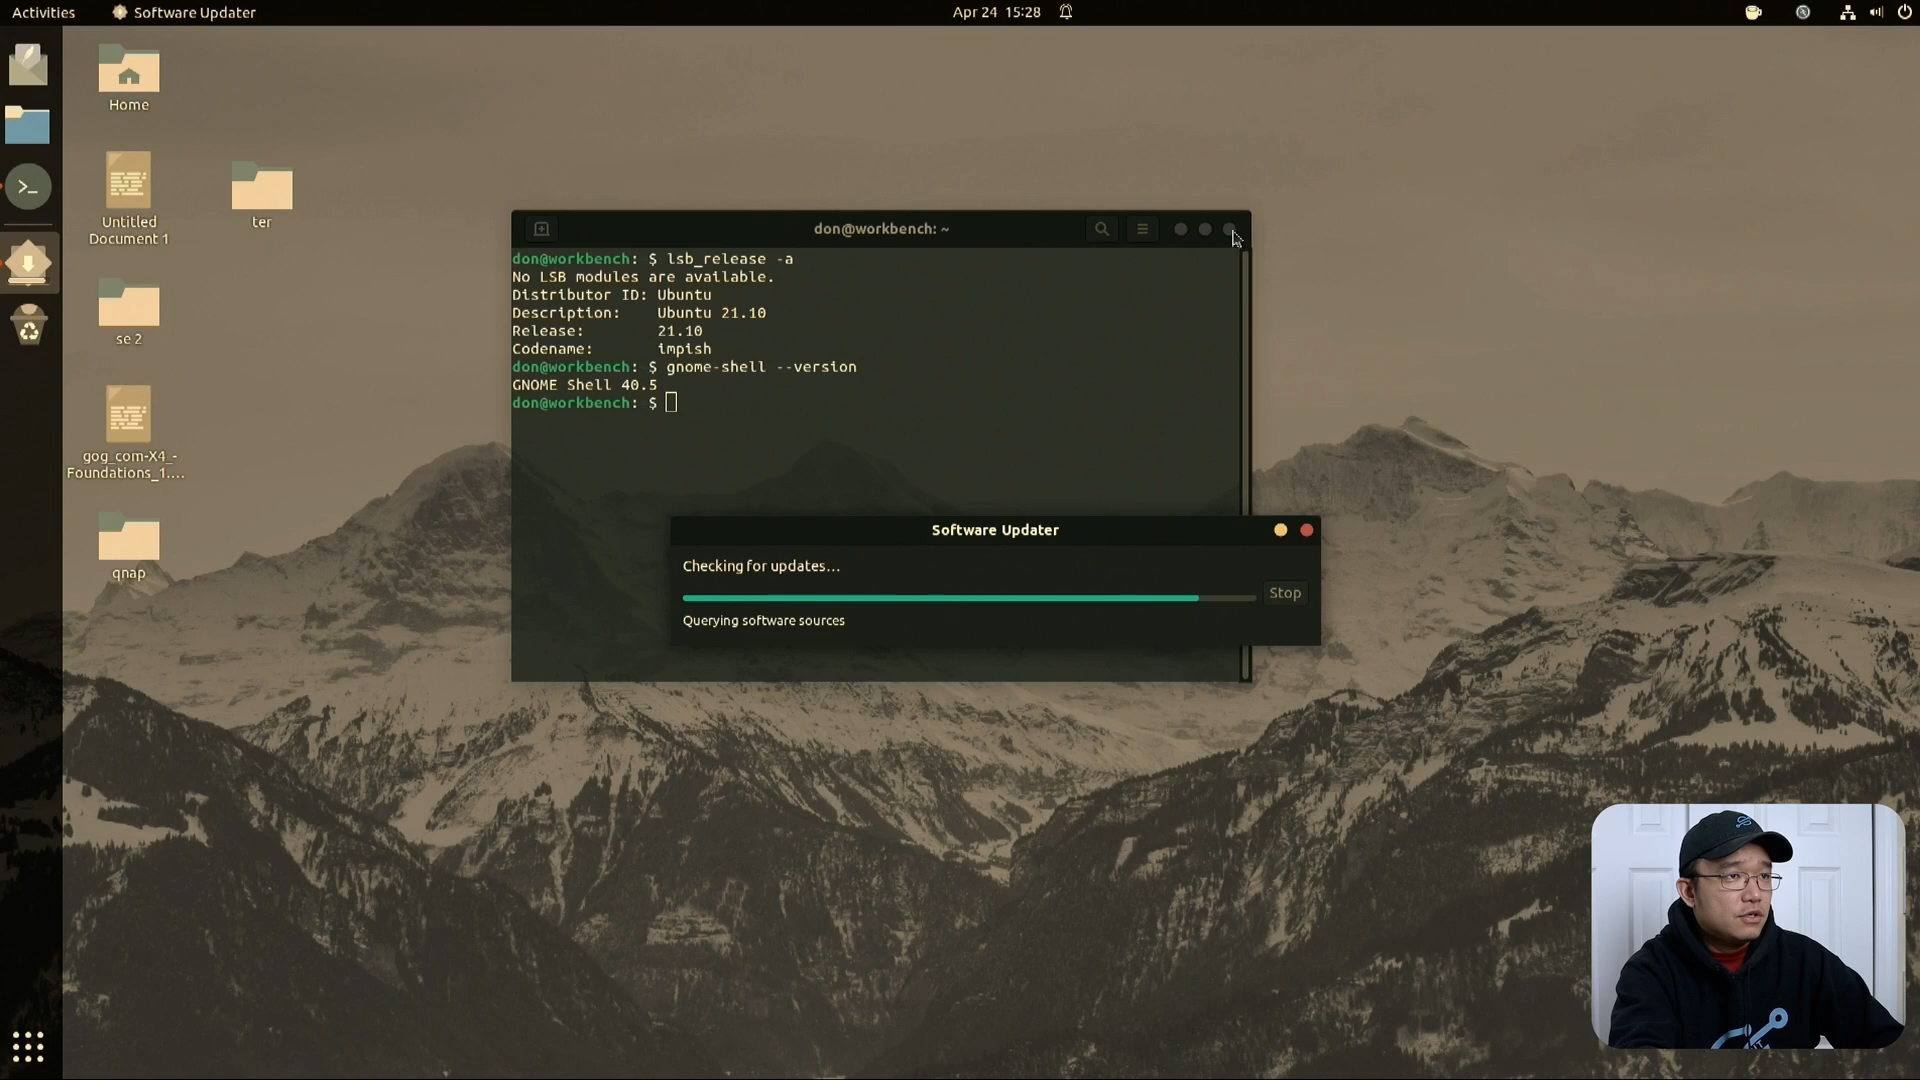 Activities
Software Updater
Apr 24 15:28
Home
Untitled
Document 1
ter
se 2
gog_com-X4_-
Foundations_1....
qnap
don@workbench: ~
don@workbench: $ lsb_release -a
No LSB modules are available.
Distributor ID: Ubuntu
Description: Ubuntu 21.10
Release: 21.10
Codename: impish
don@workbench: $ gnome-shell --version
GNOME Shell 40.5
don@workbench: $
Software Updater
Checking for updates...
Stop
Querying software sources